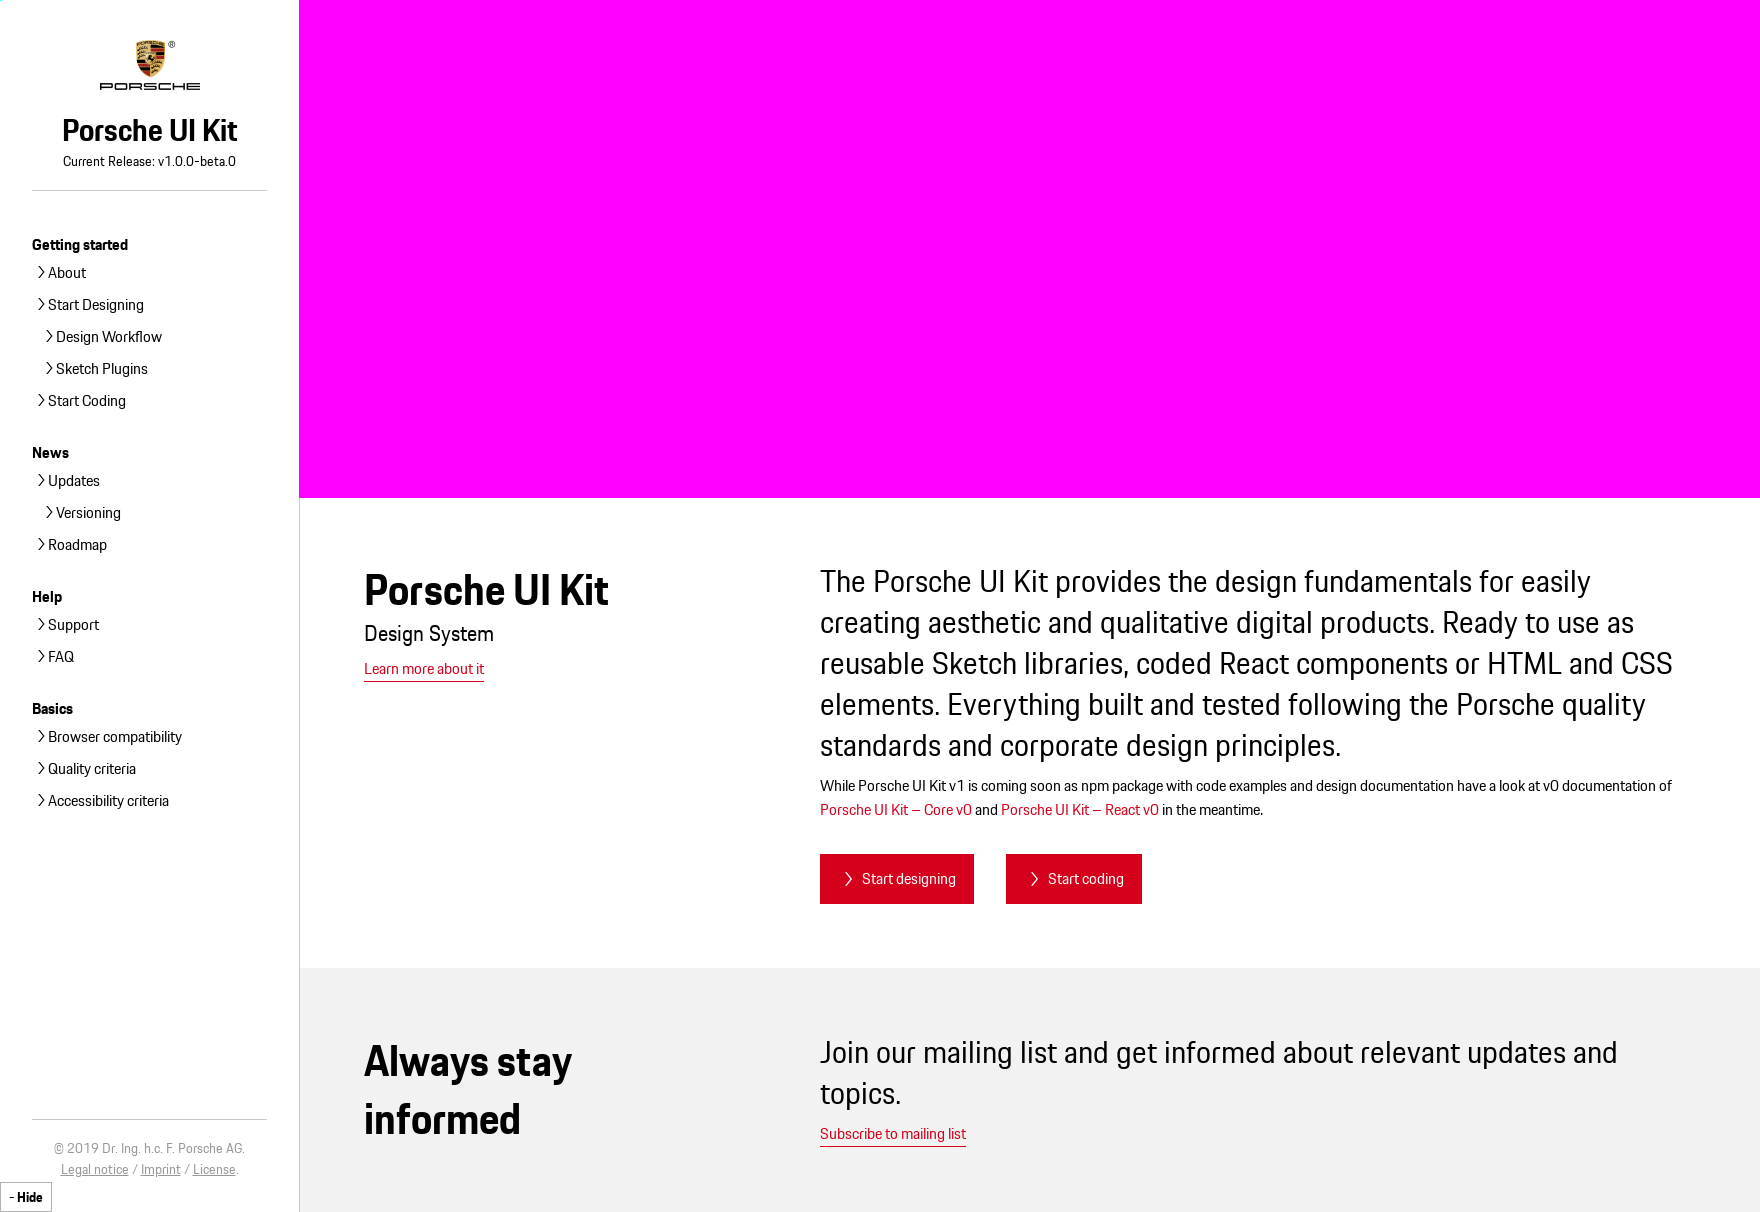 PORSCHE
®
PORSCHE
Porsche UI Kit
Current Release: v1.0.0-beta.0
Getting started
About
Start Designing
Design Workflow
Sketch Plugins
Start Coding
News
Updates
Versioning
Roadmap
Help
Support
FAQ
Basics
Browser compatibility
Quality criteria
Accessibility criteria
© 2019 Dr. Ing. h.c. F. Porsche AG.
Legal notice / Imprint / License.
- Hide
Porsche UI Kit
Design System
Learn more about it
The Porsche UI Kit provides the design fundamentals for easily
creating aesthetic and qualitative digital products. Ready to use as
reusable Sketch libraries, coded React components or HTML and CSS
elements. Everything built and tested following the Porsche quality
standards and corporate design principles.
While Porsche UI Kit v1 is coming soon as npm package with code examples and design documentation have a look at v0 documentation of
Porsche UI Kit – Core v0 and Porsche UI Kit – React v0 in the meantime.
Start designing
Start coding
Always stay
informed
Join our mailing list and get informed about relevant updates and
topics.
Subscribe to mailing list